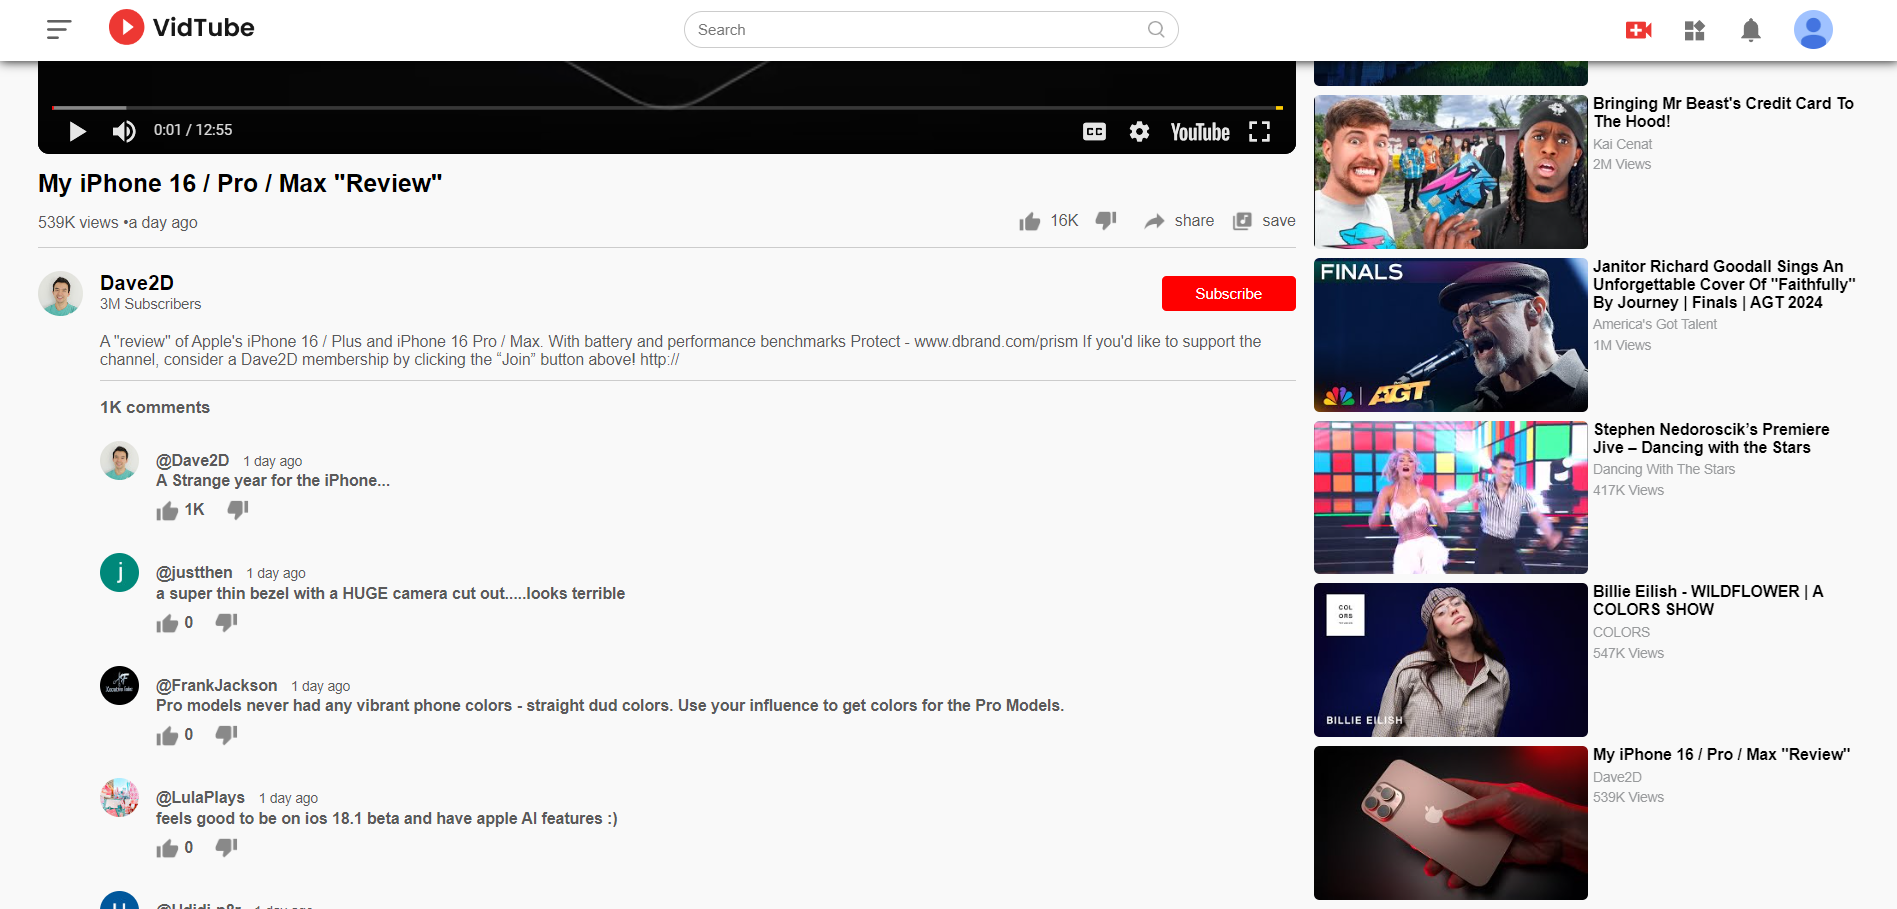 VidTube
Search
0:01 / 12:55
CC
YouTube
My iPhone 16 / Pro / Max "Review"
539K views •a day ago
16K
share
save
Dave2D
3M Subscribers
Subscribe
A "review" of Apple's iPhone 16 / Plus and iPhone 16 Pro / Max. With battery and performance benchmarks Protect - www.dbrand.com/prism If you'd like to support the
channel, consider a Dave2D membership by clicking the “Join” button above! http://
1K comments
@Dave2D 1 day ago
A Strange year for the iPhone...
1K
j
@justthen 1 day ago
a super thin bezel with a HUGE camera cut out.....looks terrible
0
@FrankJackson 1 day ago
Pro models never had any vibrant phone colors - straight dud colors. Use your influence to get colors for the Pro Models.
0
@LulaPlays 1 day ago
feels good to be on ios 18.1 beta and have apple AI features :)
0
Bringing Mr Beast's Credit Card To
The Hood!
Kai Cenat
2M Views
FINALS
AGT
Janitor Richard Goodall Sings An
Unforgettable Cover Of "Faithfully"
By Journey | Finals | AGT 2024
America's Got Talent
1M Views
Stephen Nedoroscik’s Premiere
Jive – Dancing with the Stars
Dancing With The Stars
417K Views
COL
ORS
BILLIE EILISH
Billie Eilish - WILDFLOWER | A
COLORS SHOW
COLORS
547K Views
My iPhone 16 / Pro / Max "Review"
Dave2D
539K Views